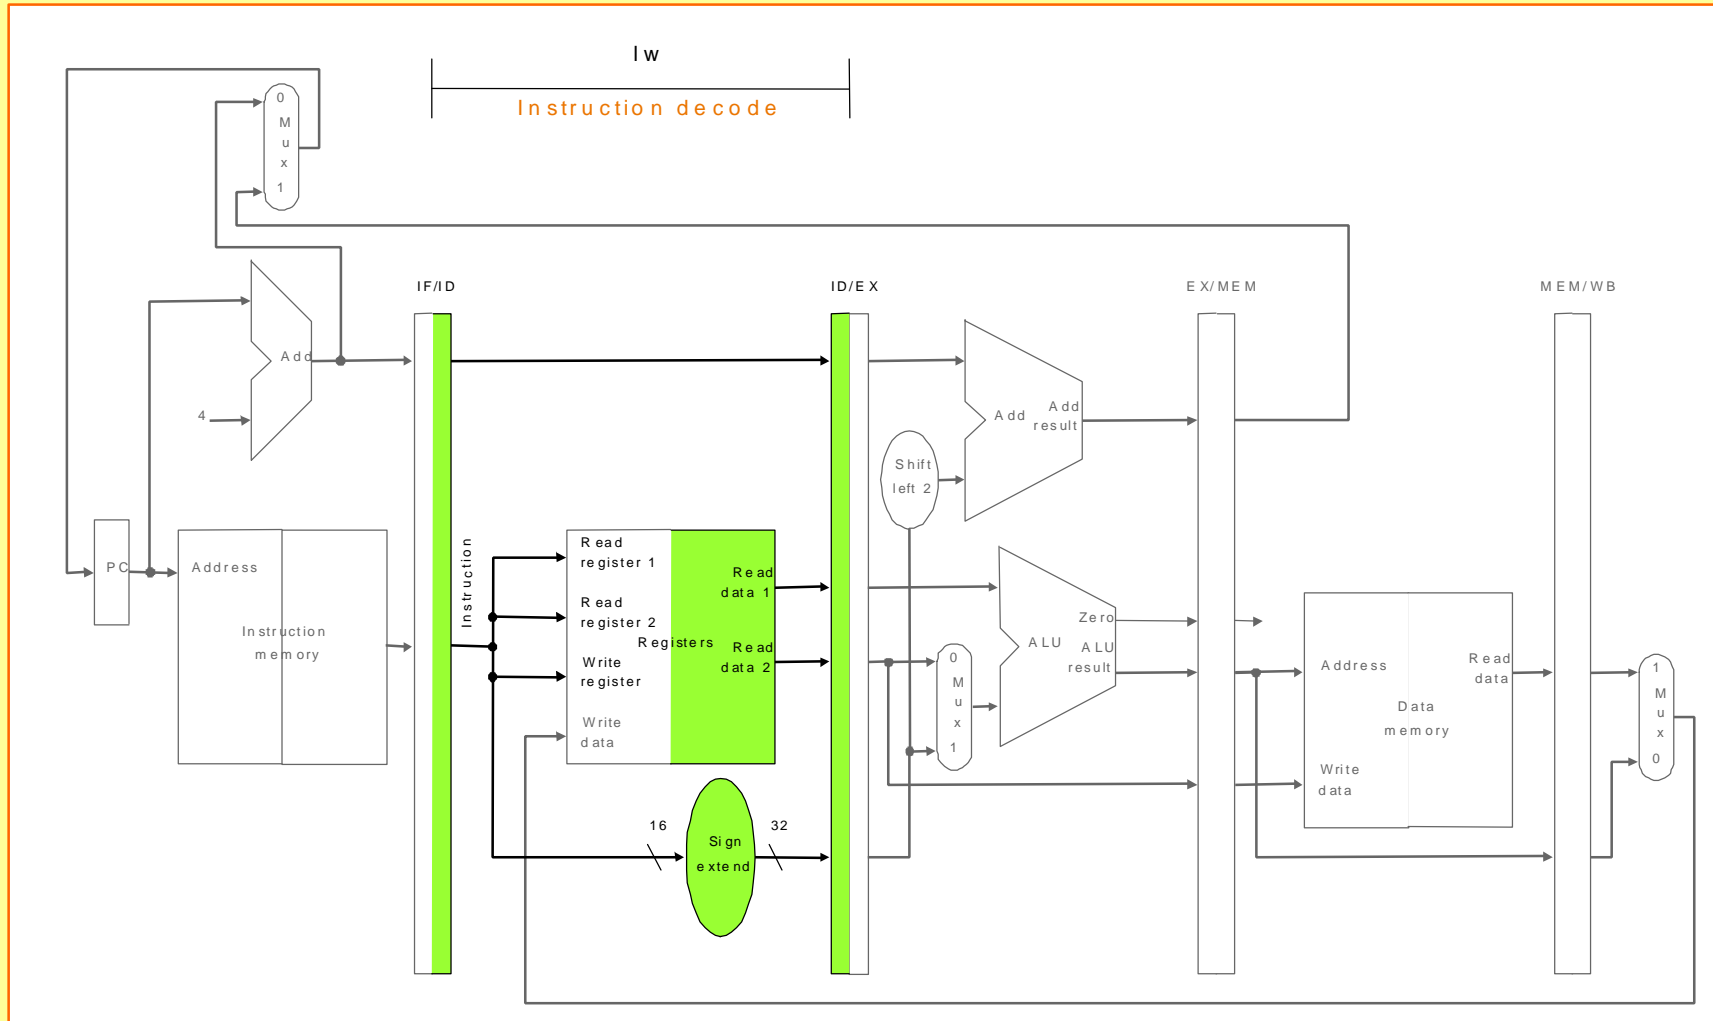 lw
Instruction decode
0
M
u
x
1
IF/ID
ID/EX
EX/MEM
MEM/WB
Add
4
Add
Add
result
Shift
left 2
PC
Address
Instruction
memory
Instruction
Read
register 1
Read
register 2
Registers
Write
register
Write
data
Read
data 1
Read
data 2
0
M
u
x
1
Zero
ALU
ALU
result
Address
Read
data
Data
memory
Write
data
1
M
u
x
0
16
Sign
extend
32